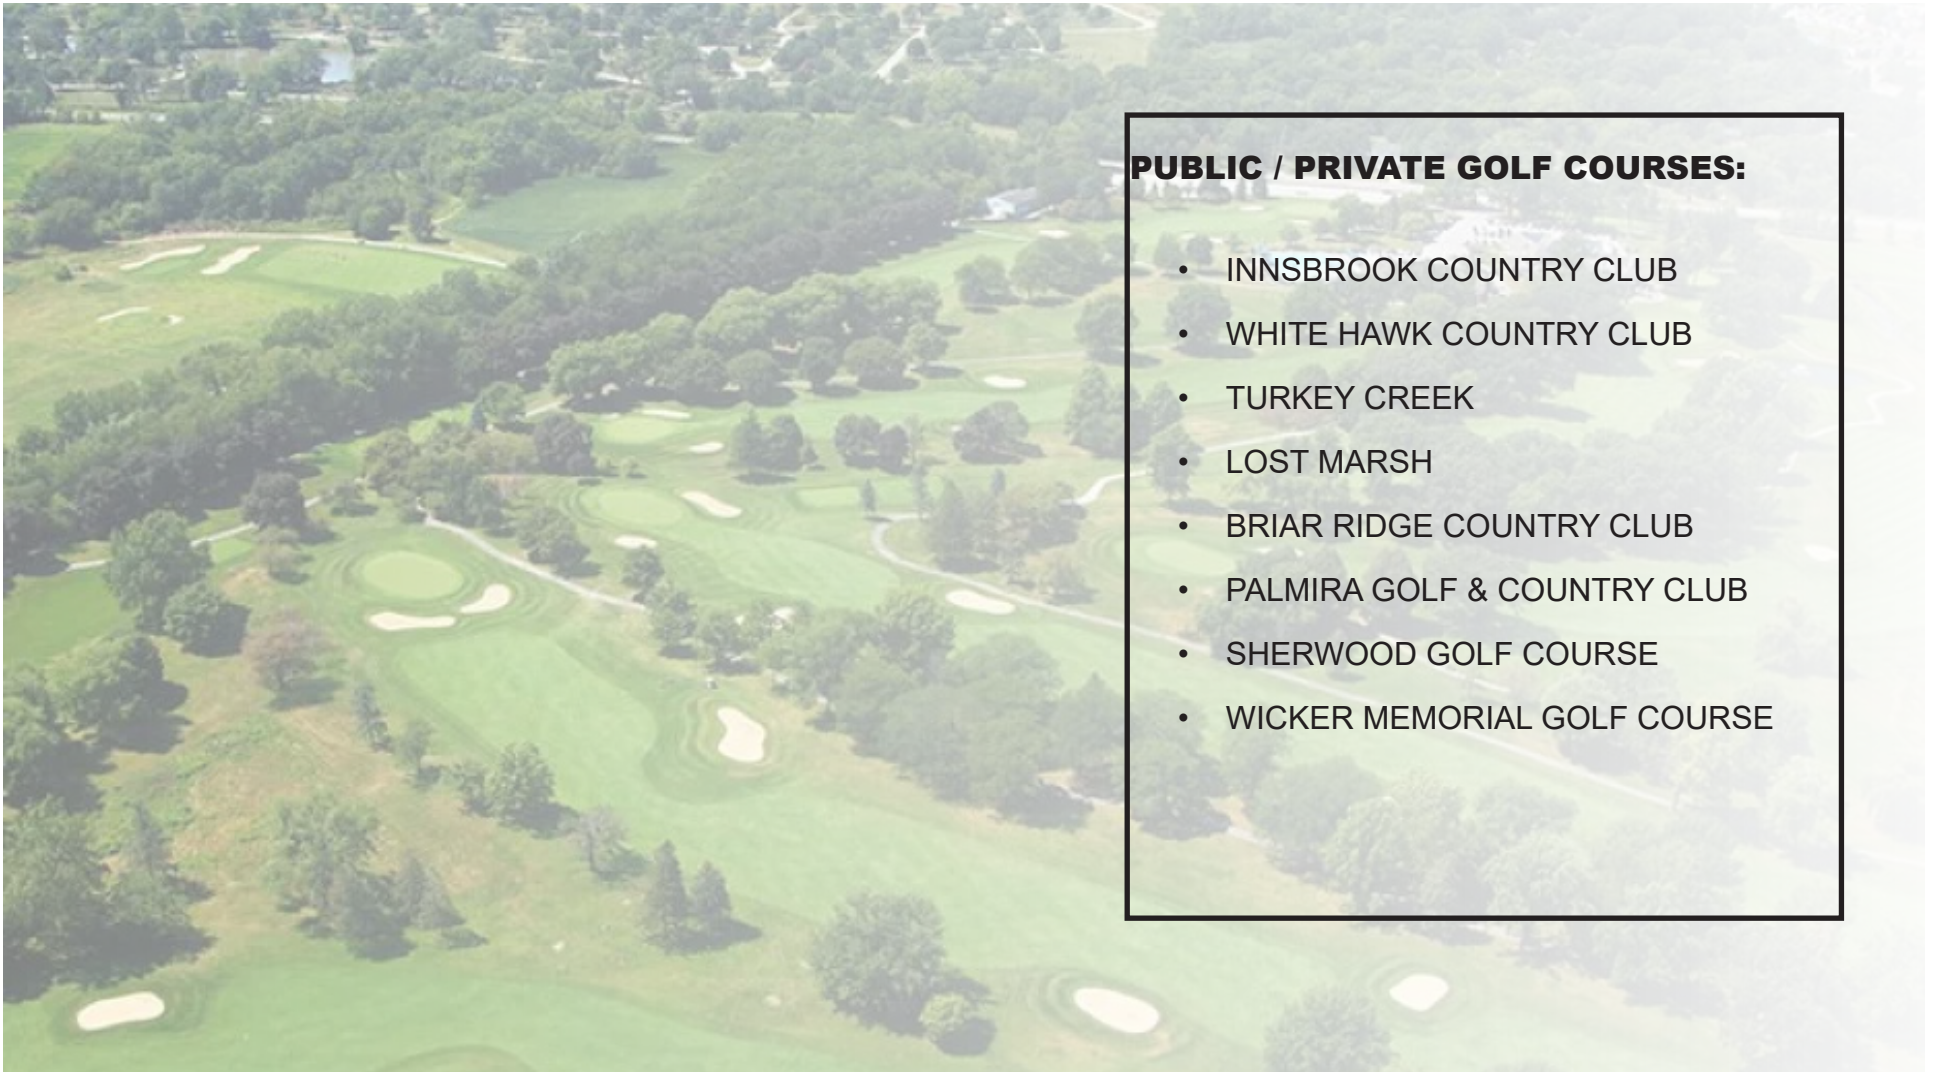 PUBLIC / PRIVATE GOLF COURSES:
• INNSBROOK COUNTRY CLUB
• WHITE HAWK COUNTRY CLUB
• TURKEY CREEK
• LOST MARSH
• BRIAR RIDGE COUNTRY CLUB
• PALMIRA GOLF & COUNTRY CLUB
• SHERWOOD GOLF COURSE
• WICKER MEMORIAL GOLF COURSE